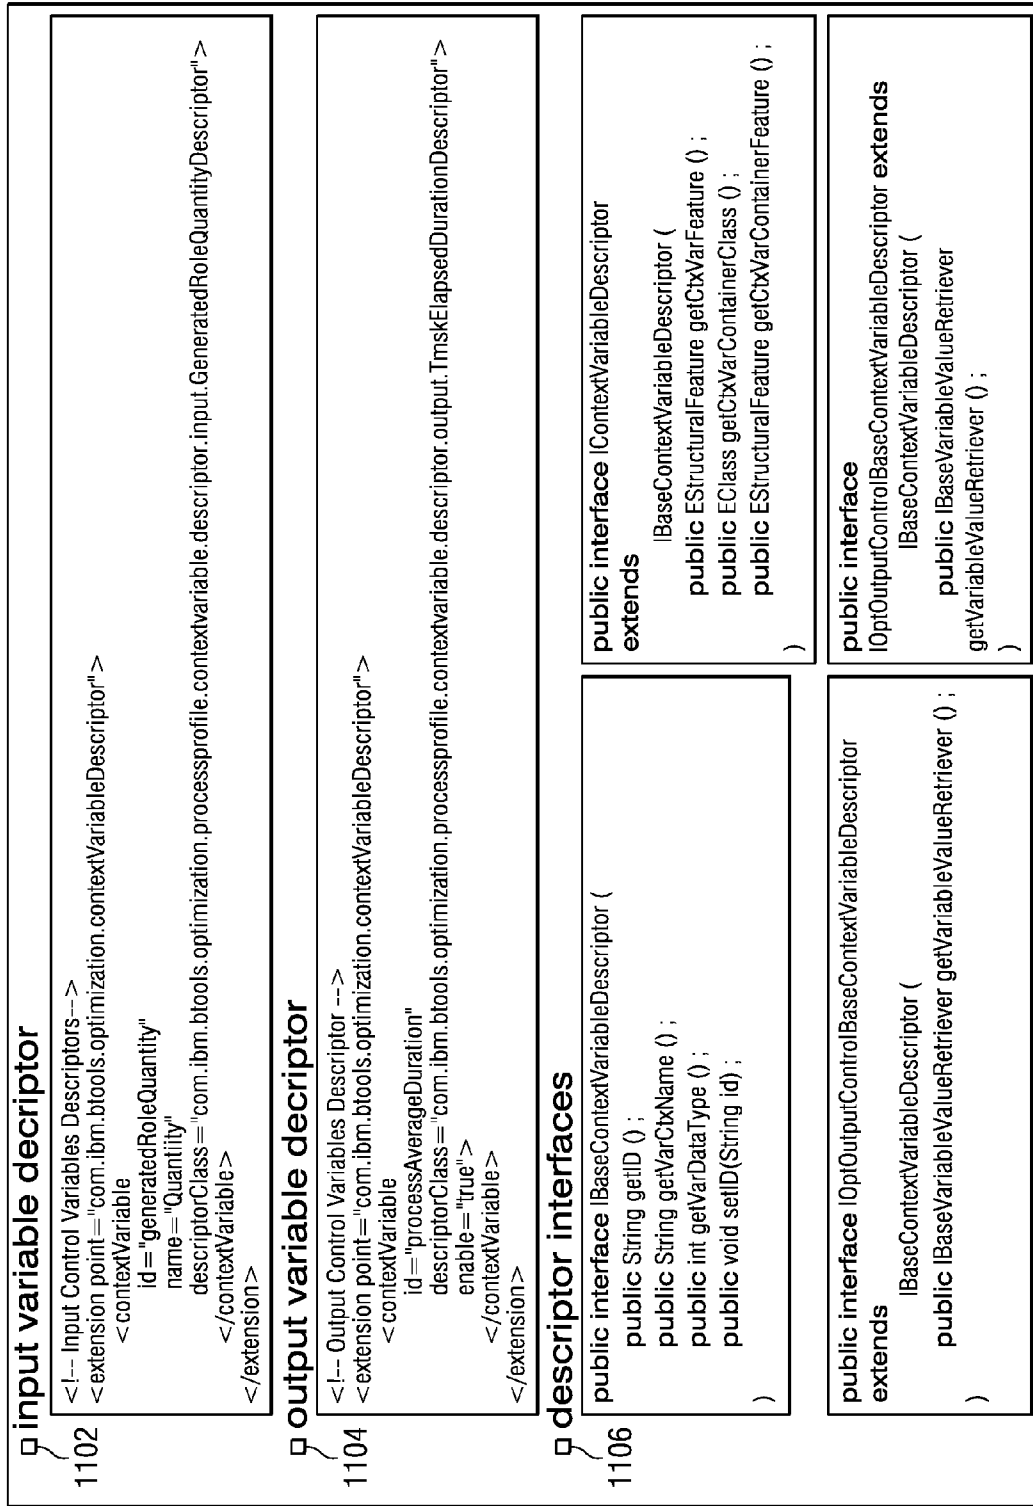 input variable decriptor
1102
<!-- Input Control Variables Descriptors-->
<extension point="com.ibm.btools.optimization.contextVariableDescriptor">
<contextVariable
id="generatedRoleQuantity"
name="Quantiity"
descriptorClass="com.ibm.btools.optimization.processprofile.contextvariable.descriptor.input.GeneratedRoleQuantityDescriptor">
</contextVariable>
</extension>
output variable decriptor
1104
<!-- Output Control Variables Descriptor -->
<extension point="com.ibm.btools.optimization.contextVariableDescriptor">
<contextVariable
id="processAverageDuration"
descriptorClass="com.ibm.btools.optimization.processprofile.contextvariable.descriptor.output.TmskElapsedDurationDescriptor">
enable="true">
</contextVariable>
</extension>
descriptor interfaces
1106
public interface IBaseContextVariableDescriptor (
public String getID () ;
public String getVarCtxName () ;
public int getVarDataType () ;
public void setID(String id) ;
)
public interface IContextVariableDescriptor
extends
IBaseContextVariableDescriptor (
public EStructuralFeature getCtxVarFeature () ;
public EClass getCtxVarContainerClass () ;
public EStructuralFeature getCtxVarContainerFeature () ;
)
public interface IOptOutputControlBaseContextVariableDescriptor
extends
IBaseContextVariableDescriptor (
public IBaseVariableValueRetriever getVariableValueRetriever () ;
)
public interface
IOptOutputControlBaseContextVariableDescriptor extends
IBaseContextVariableDescriptor (
public IBaseVariableValueRetriever
getVariableValueRetriever () ;
)